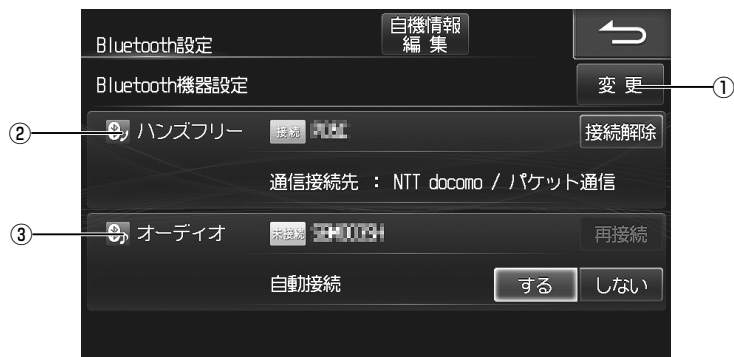 Bluetooth設定
自機情報
編 集
Bluetooth機器設定
変 更
①
②
ハンズフリー
接続
接続解除
通信接続先 : NTT docomo / パケット通信
③
オーディオ
未接続
再接続
自動接続
する
しない